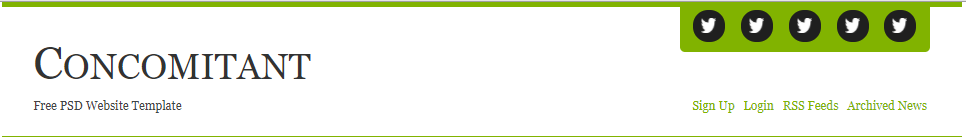 CONCOMITANT
Free PSD Website Template
Sign Up Login RSS Feeds Archived News